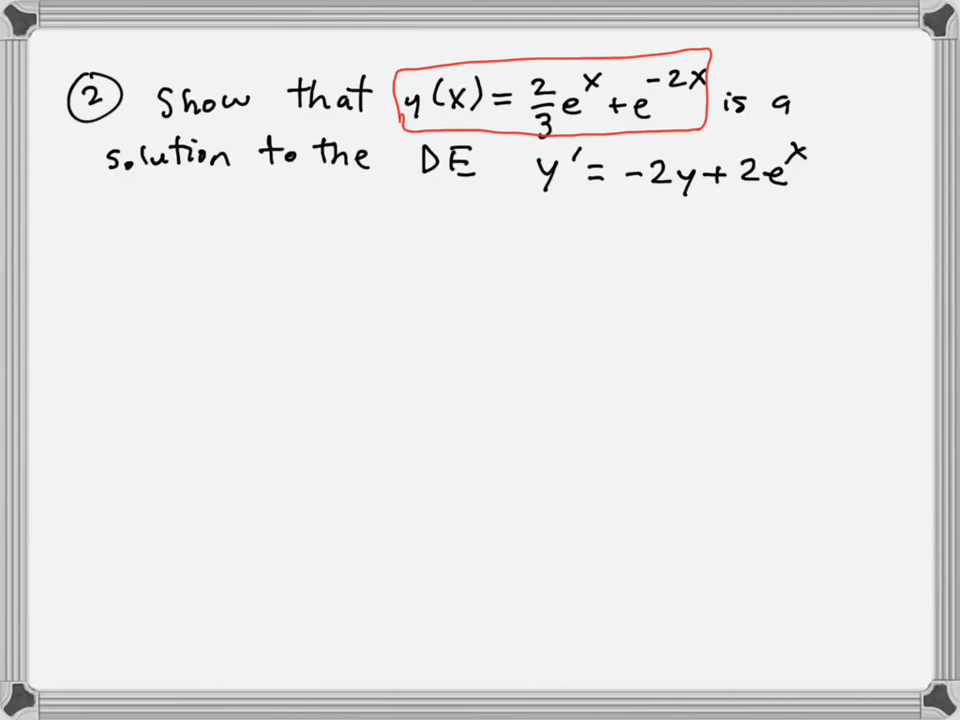 ② Show that y(x) = 2/3 e^x + e^-2x is a
solution to the DE y' = -2y + 2e^x